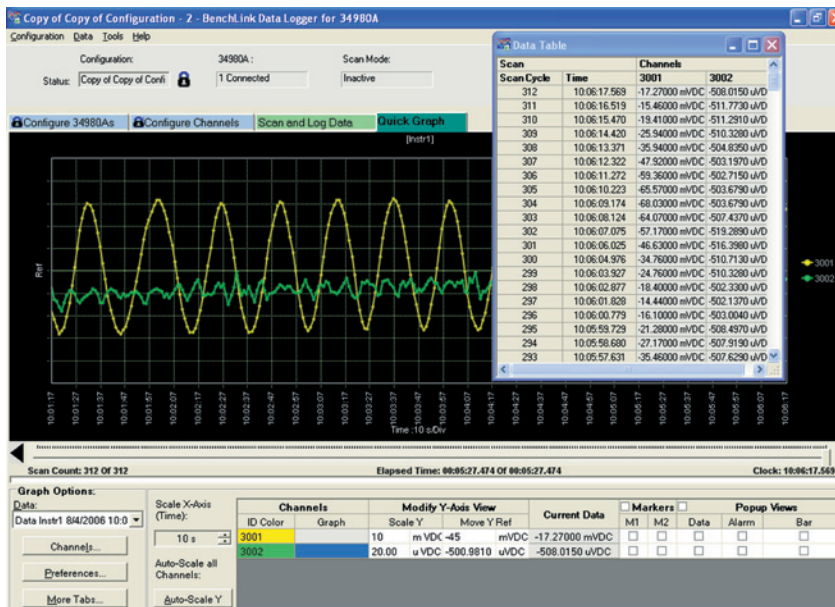 Copy of Copy of Configuration - 2 - BenchLink Data Logger for 34980A
Configuration Data Tools Help
Configuration: 34980A : Scan Mode:
Status: Copy of Copy of Confi 1 Connected Inactive
Configure 34980As Configure Channels Scan and Log Data Quick Graph
[Instr1]
Ref
10:01:17 10:01:27 10:01:37 10:01:47 10:01:57 10:02:07 10:02:17 10:02:27 10:02:37 10:02:47 10:02:57 10:03:07 10:03:17 10:03:27 10:03:37 10:03:47 10:03:57 10:04:07 10:04:17 10:04:27 10:04:37 10:04:47 10:04:57 10:05:07 10:05:17 10:05:27 10:05:37 10:05:47 10:05:57 10:06:07 10:06:17
Time :10 s/Div
3001
3002
Data Table
Scan Channels
Scan Cycle Time 3001 3002
312 10:06:17.569 -17.27000 mVDC -508.0150 uVD
311 10:06:16.519 -15.46000 mVDC -511.7730 uVD
310 10:06:15.470 -19.41000 mVDC -511.2910 uVD
309 10:06:14.420 -25.94000 mVDC -510.3280 uVD
308 10:06:13.371 -35.94000 mVDC -504.8350 uVD
307 10:06:12.322 -47.92000 mVDC -503.1970 uVD
306 10:06:11.272 -59.36000 mVDC -502.7150 uVD
305 10:06:10.223 -65.57000 mVDC -503.6790 uVD
304 10:06:09.174 -68.03000 mVDC -503.6790 uVD
303 10:06:08.124 -64.07000 mVDC -507.4370 uVD
302 10:06:07.075 -57.17000 mVDC -519.2890 uVD
301 10:06:06.025 -46.63000 mVDC -516.3980 uVD
300 10:06:04.976 -34.76000 mVDC -510.7130 uVD
299 10:06:03.927 -24.76000 mVDC -510.3280 uVD
298 10:06:02.877 -18.40000 mVDC -502.3300 uVD
297 10:06:01.828 -14.44000 mVDC -502.1370 uVD
296 10:06:00.779 -16.10000 mVDC -503.0040 uVD
295 10:05:59.729 -21.28000 mVDC -508.4970 uVD
294 10:05:58.680 -27.17000 mVDC -507.9190 uVD
293 10:05:57.631 -35.46000 mVDC -507.6290 uVD
Scan Count: 312 Of 312 Elapsed Time: 00:05:27.474 Of 00:05:27.474 Clock: 10:06:17.569
Graph Options:
Data:
Data Instr1 8/4/2006 10:0
Channels...
Preferences...
More Tabs...
Scale X-Axis
(Time):
10 s
Auto-Scale all
Channels:
Auto-Scale Y
Channels Modify Y-Axis View Current Data Markers Popup Views
ID Color Graph Scale Y Move Y Ref M1 M2 Data Alarm Bar
3001 10 m VDC -45 mVDC -17.27000 mVDC
3002 20.00 u VDC -500.9810 uVDC -508.0150 uVDC